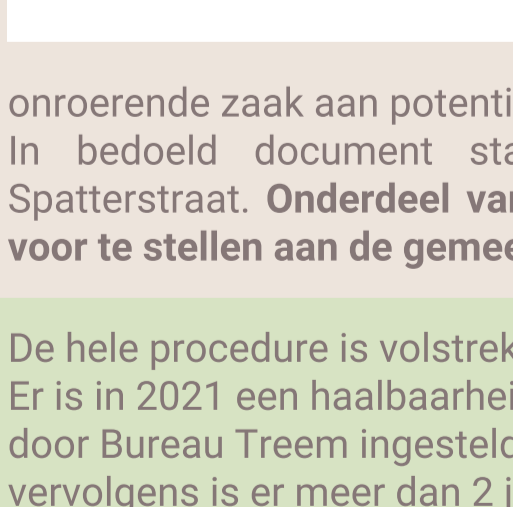 onroerende zaak aan potenti
In bedoeld document sta
Spatterstraat. Onderdeel van
voor te stellen aan de gemee
De hele procedure is volstrek
Er is in 2021 een haalbaarhei
door Bureau Treem ingesteld
vervolgens is er meer dan 2 j